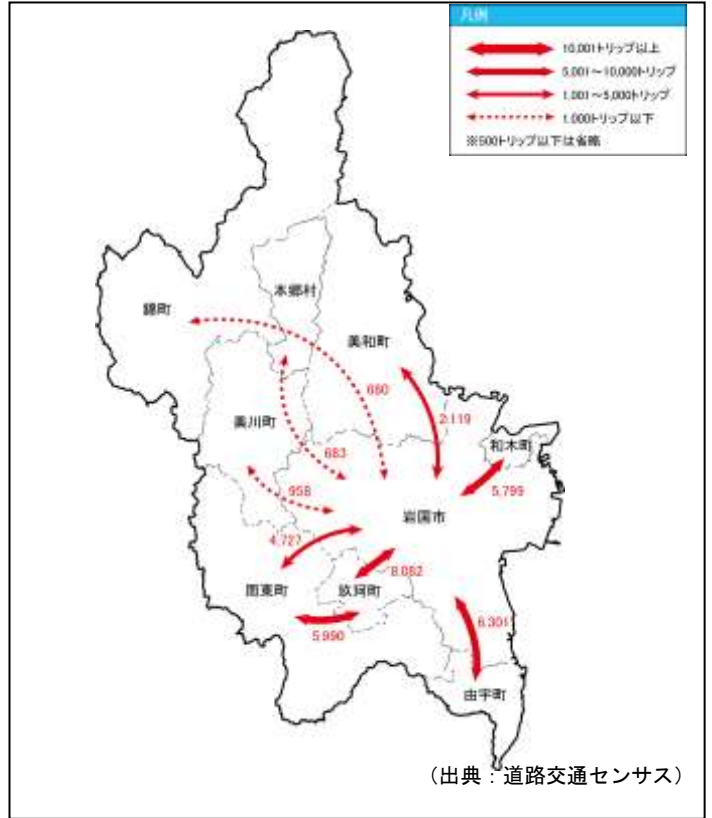 凡例
10,001トリップ以上
5,001～10,000トリップ
1,001～5,000トリップ
1,000トリップ以下
※500トリップ以下は省略
本郷村
錦町
美和町
680
美川町
2,119
和木町
683
5,799
958
岩国市
4,727
8,082
周東町
玖珂町
6,301
5,990
由宇町
（出典：道路交通センサス）